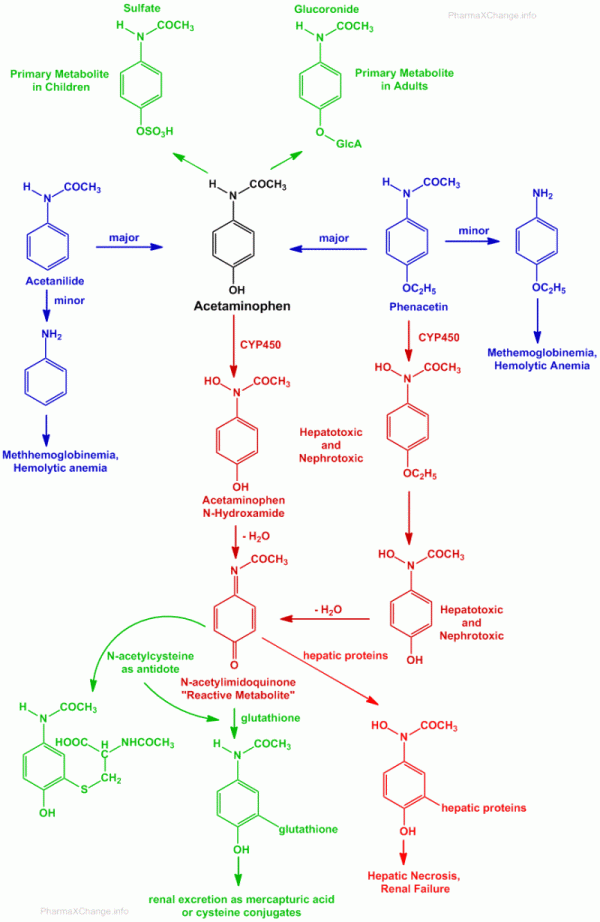 PharmaXChange.info
Sulfate
H
N
COCH3
Primary Metabolite
in Children
OSO3H
Glucoronide
H
N
COCH3
Primary Metabolite
in Adults
O
GlcA
H
N
COCH3
Acetanilide
major
H
N
COCH3
OH
Acetaminophen
major
H
N
COCH3
OC2H5
Phenacetin
minor
NH2
OC2H5
Methemoglobinemia,
Hemolytic Anemia
minor
NH2
Methhemoglobinemia,
Hemolytic anemia
CYP450
HO
N
COCH3
OH
Acetaminophen
N-Hydroxamide
CYP450
HO
N
COCH3
OC2H5
Hepatotoxic
and
Nephrotoxic
- H2O
N
COCH3
O
N-acetylimidoquinone
"Reactive Metabolite"
- H2O
HO
N
COCH3
OH
Hepatotoxic
and
Nephrotoxic
N-acetylcysteine
as antidote
hepatic proteins
glutathione
H
N
COCH3
HOOC
H
C
NHCOCH3
CH2
S
OH
H
N
COCH3
glutathione
OH
renal excretion as mercapturic acid
or cysteine conjugates
HO
N
COCH3
hepatic proteins
OH
Hepatic Necrosis,
Renal Failure
PharmaXChange.info